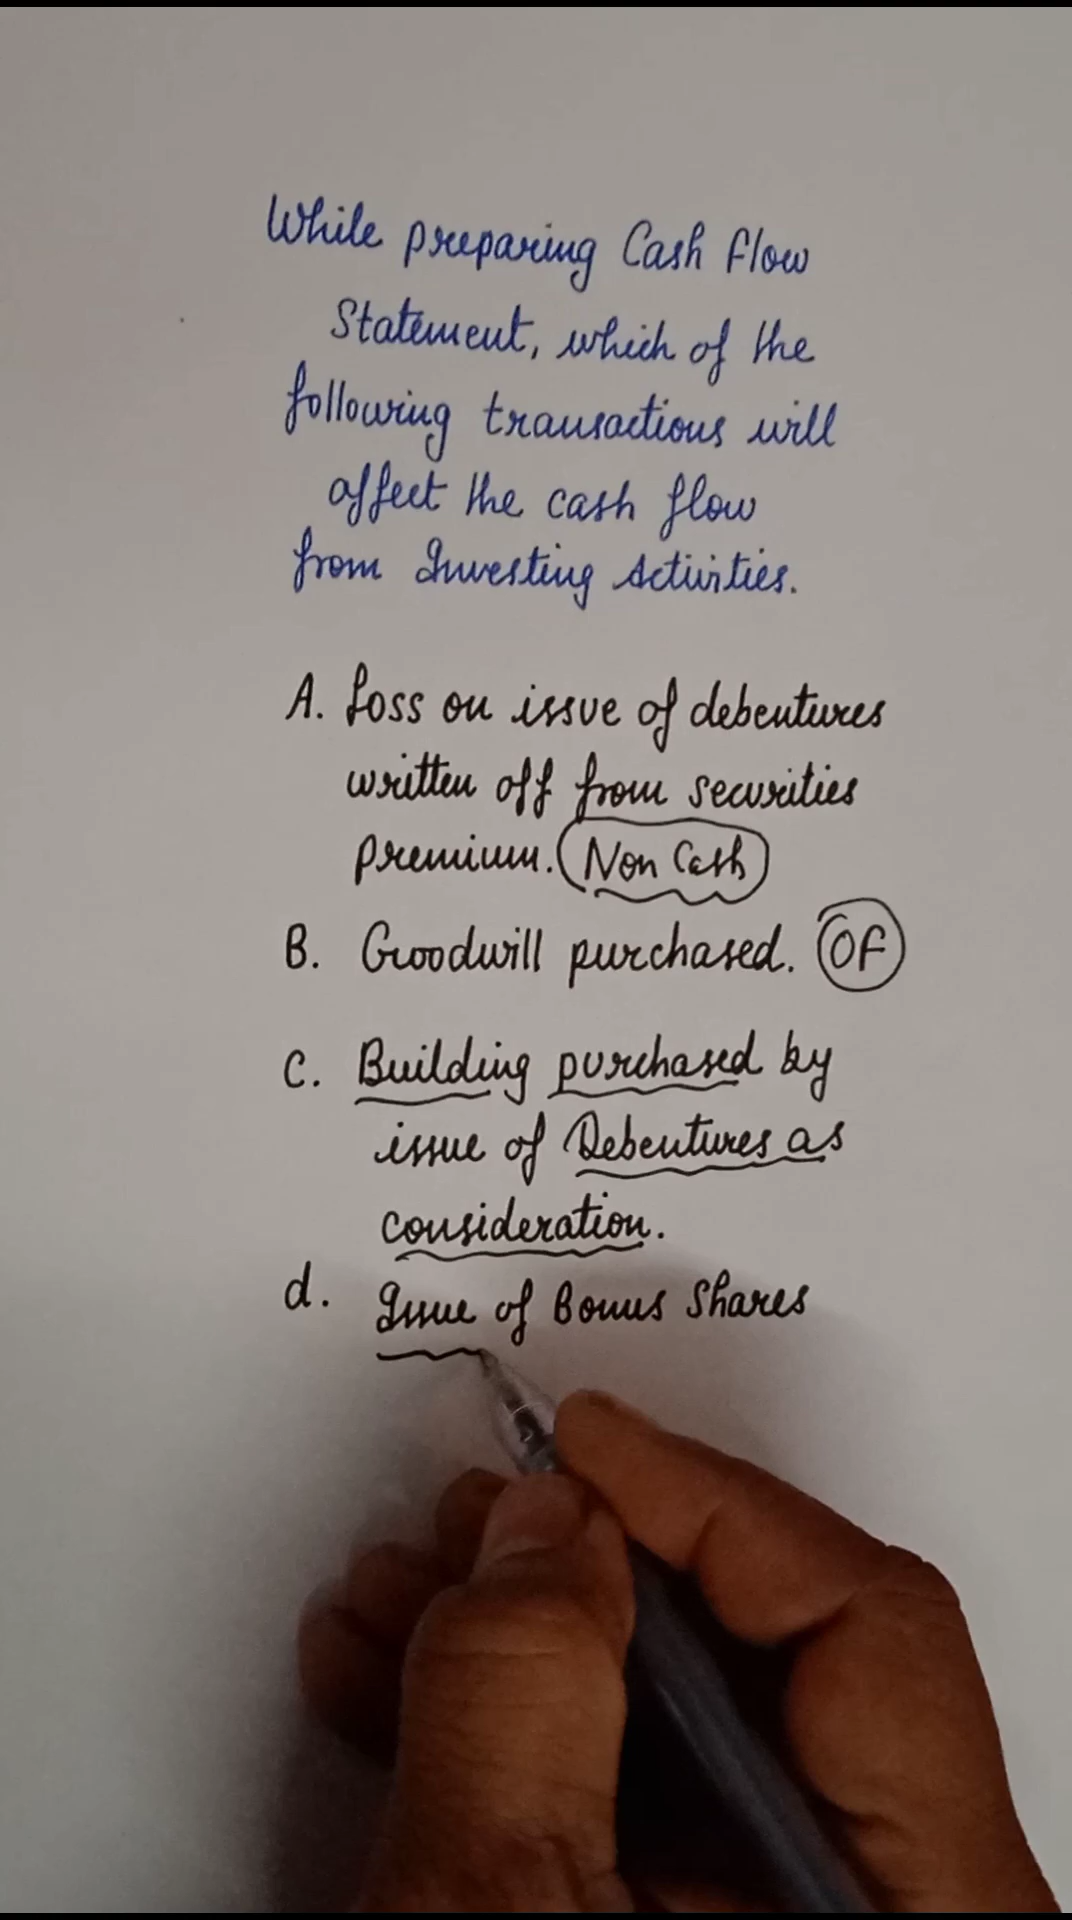 While preparing Cash flow
Statement, which of the
following transactions will
affect the cash flow
from Investing Activities.
A. Loss on issue of debentures
written off from securities
premium. (Non Cash)
B. Goodwill purchased. OF
C. Building purchased by
issue of Debentures as
consideration.
d. Issue of Bonus Shares